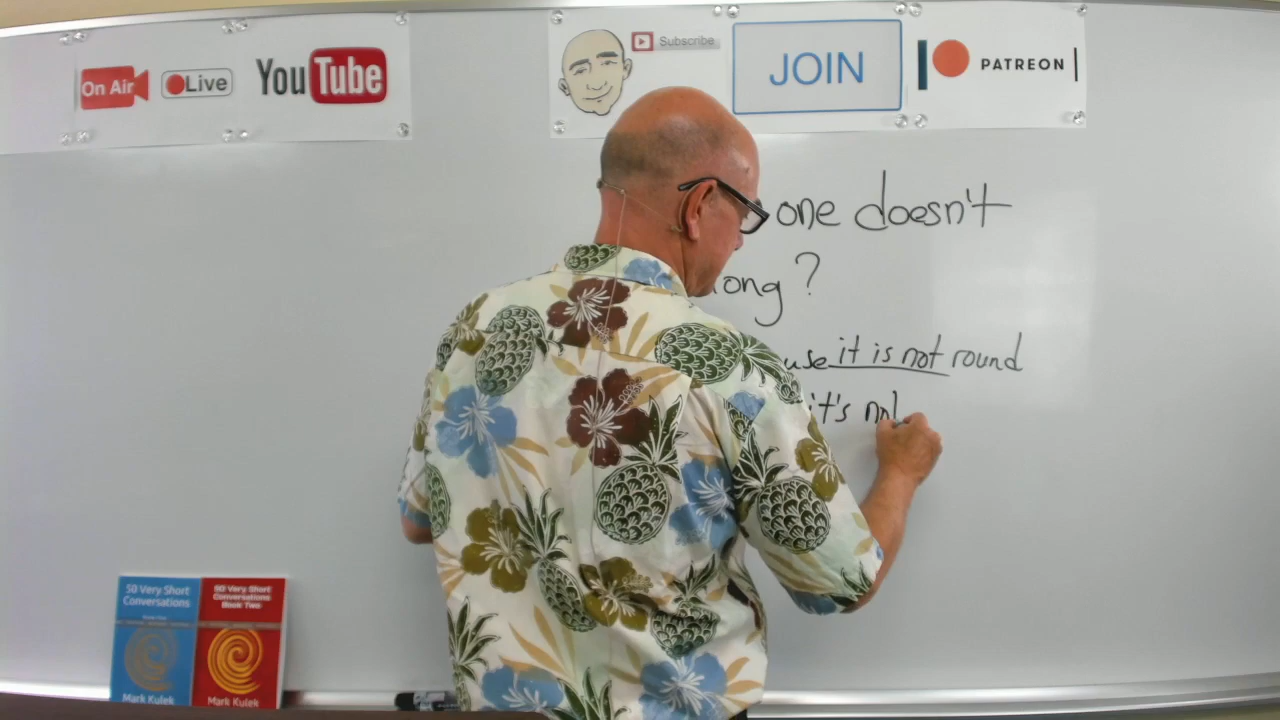 On Air
Live
YouTube
Subscribe
JOIN
PATREON
one doesn't
ong?
use it is not round
it's not
50 Very Short
Conversations
Mark Kulek
50 Very Short
Conversations
Book Two
Mark Kulek